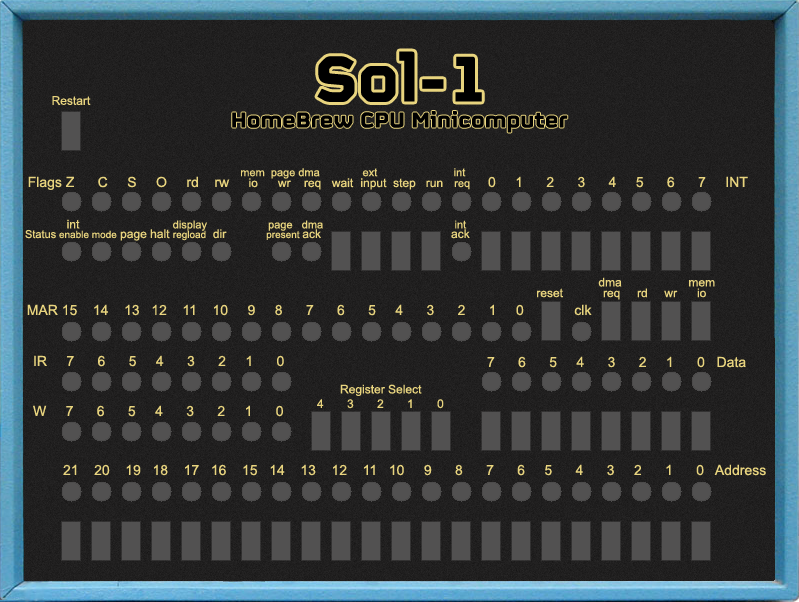 Sol-1
HomeBrew CPU Minicomputer
Restart
Flags Z C S O rd rw mem io page wr dma req wait ext input step run int req 0 1 2 3 4 5 6 7 INT
Status int enable mode page halt display regload dir page present dma ack int ack
reset dma req rd wr mem io
MAR 15 14 13 12 11 10 9 8 7 6 5 4 3 2 1 0 clk
IR 7 6 5 4 3 2 1 0 7 6 5 4 3 2 1 0 Data
Register Select
4 3 2 1 0
W 7 6 5 4 3 2 1 0
21 20 19 18 17 16 15 14 13 12 11 10 9 8 7 6 5 4 3 2 1 0 Address